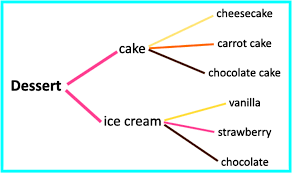 Dessert
cake
cheesecake
carrot cake
chocolate cake
ice cream
vanilla
strawberry
chocolate